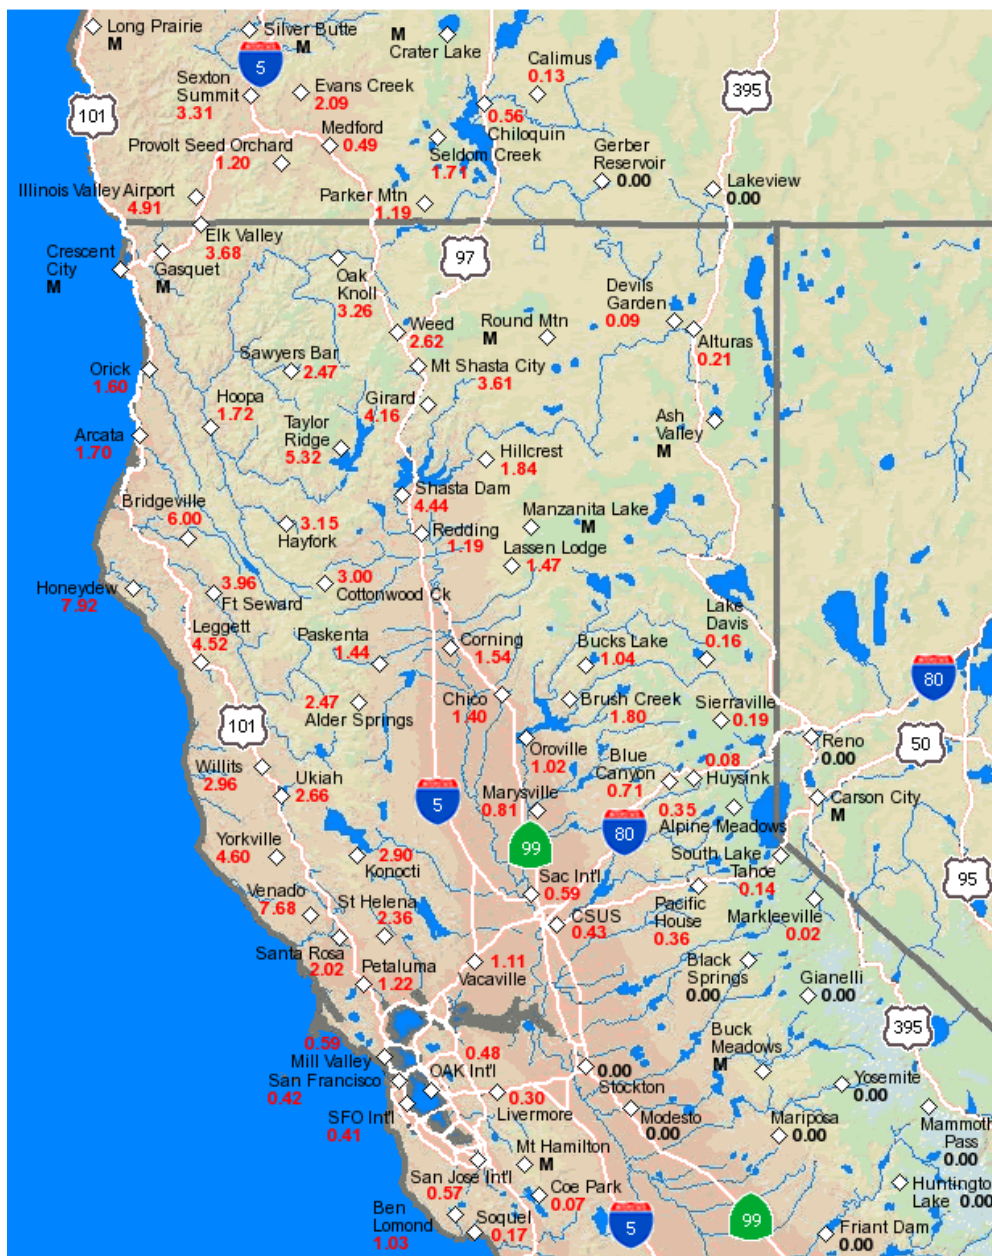 Long Prairie
M
Silver Butte
M
M
Crater Lake
Calimus
0.13
5
Sexton
Summit
3.31
Evans Creek
2.09
395
101
0.56
Chiloquin
Medford
0.49
Provolt Seed Orchard
1.20
Seldom Creek
1.71
Gerber
Reservoir
0.00
Lakeview
0.00
Illinois Valley Airport
4.91
Parker Mtn
1.19
Elk Valley
3.68
Crescent
City
M
Gasquet
M
97
Oak
Knoll
3.26
Devils
Garden
0.09
Weed
2.62
Round Mtn
M
Alturas
0.21
Sawyers Bar
2.47
Mt Shasta City
3.61
Orick
1.60
Hoopa
1.72
Girard
4.16
Taylor
Ridge
5.32
Ash
Valley
M
Arcata
1.70
Hillcrest
1.84
Shasta Dam
4.44
Bridgeville
6.00
3.15
Hayfork
Redding
1.19
Manzanita Lake
M
Lassen Lodge
1.47
Honeydew
7.92
3.96
Ft Seward
3.00
Cottonwood Ck
Lake
Davis
0.16
Leggett
4.52
Paskenta
1.44
Corning
1.54
Bucks Lake
1.04
80
2.47
Alder Springs
Chico
1.40
Brush Creek
1.80
Sierraville
0.19
101
Oroville
1.02
Reno
0.00
50
Willits
2.96
Ukiah
2.66
Blue
Canyon
0.71
0.08
Huysink
5
Marysville
0.81
80
0.35
Alpine Meadows
Carson City
M
Yorkville
4.60
2.90
Konocti
99
South Lake
Tahoe
0.14
95
Venado
7.68
St Helena
2.36
Sac Int'l
0.59
CSUS
0.43
Pacific
House
0.36
Markleeville
0.02
Santa Rosa
2.02
Petaluma
1.22
1.11
Vacaville
Black
Springs
0.00
Gianelli
0.00
395
0.59
Mill Valley
San Francisco
0.42
0.48
OAK Int'l
0.00
Stockton
Buck
Meadows
M
Yosemite
0.00
SFO Int'l
0.41
0.30
Livermore
Modesto
0.00
Mariposa
0.00
Mammoth
Pass
0.00
Mt Hamilton
M
San Jose Int'l
0.57
Coe Park
0.07
Huntingto
Lake 0.00
Ben
Lomond
1.03
Soquel
0.17
5
99
Friant Dam
0.00